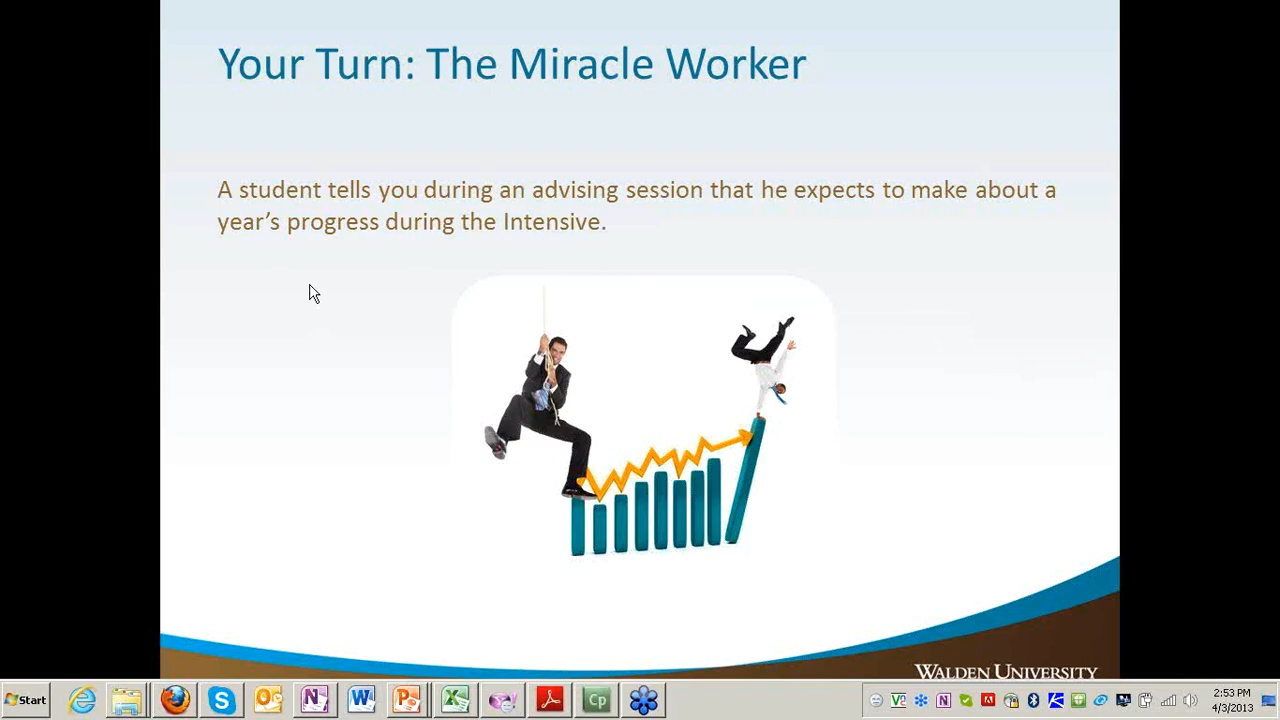 Your Turn: The Miracle Worker
A student tells you during an advising session that he expects to make about a
year's progress during the Intensive.
WALDEN UNIVERSITY
Start
2:53 PM
4/3/2013